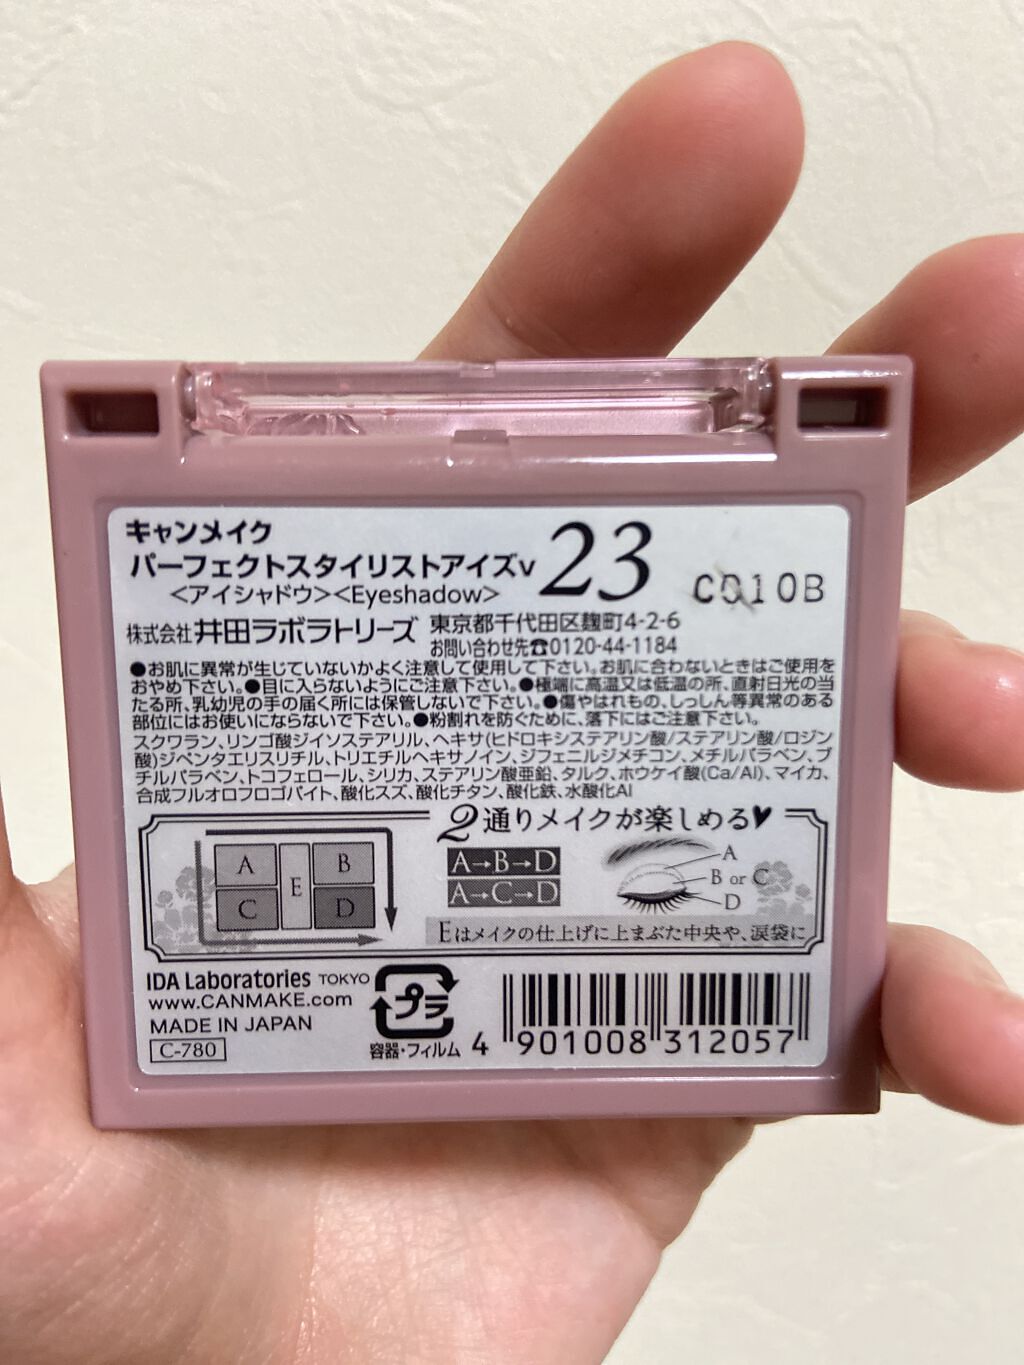 キャンメイク
パーフェクトスタイリストアイズv
23
C010B
<アイシャドウ><Eyeshadow>
株式会社 井田ラボラトリーズ 東京都千代田区麹町4-2-6
お問い合わせ先☎0120-44-1184
●お肌に異常が生じていないかよく注意して使用して下さい。お肌に合わないときはご使用を
おやめ下さい。●目に入らないようにご注意下さい。●極端に高温又は低温の所、直射日光の当
たる所、乳幼児の手の届く所には保管しないで下さい。●傷やはれもの、しっしん等異常のある
部位にはお使いにならないで下さい。●粉割れを防ぐために、落下にはご注意下さい。
スクワラン、リンゴ酸ジイソステアリル、ヘキサ(ヒドロキシステアリン酸/ステアリン酸/ロジン
酸)ジペンタエリスリチル、トリエチルヘキサノイン、ジフェニルジメチコン、メチルパラベン、ブ
チルパラベン、トコフェロール、シリカ、ステアリン酸亜鉛、タルク、ホウケイ酸(Ca/Al)、マイカ、
合成フルオロフロゴパイト、酸化スズ、酸化チタン、酸化鉄、水酸化Al
2通りメイクが楽しめる♥
A B
E
C D
A→B→D
A→C→D
A
B or C
D
Eはメイクの仕上げに上まぶた中央や、涙袋に
IDA Laboratories TOKYO
www.CANMAKE.com
MADE IN JAPAN
C-780
プラ
容器・フィルム
4 901008 312057